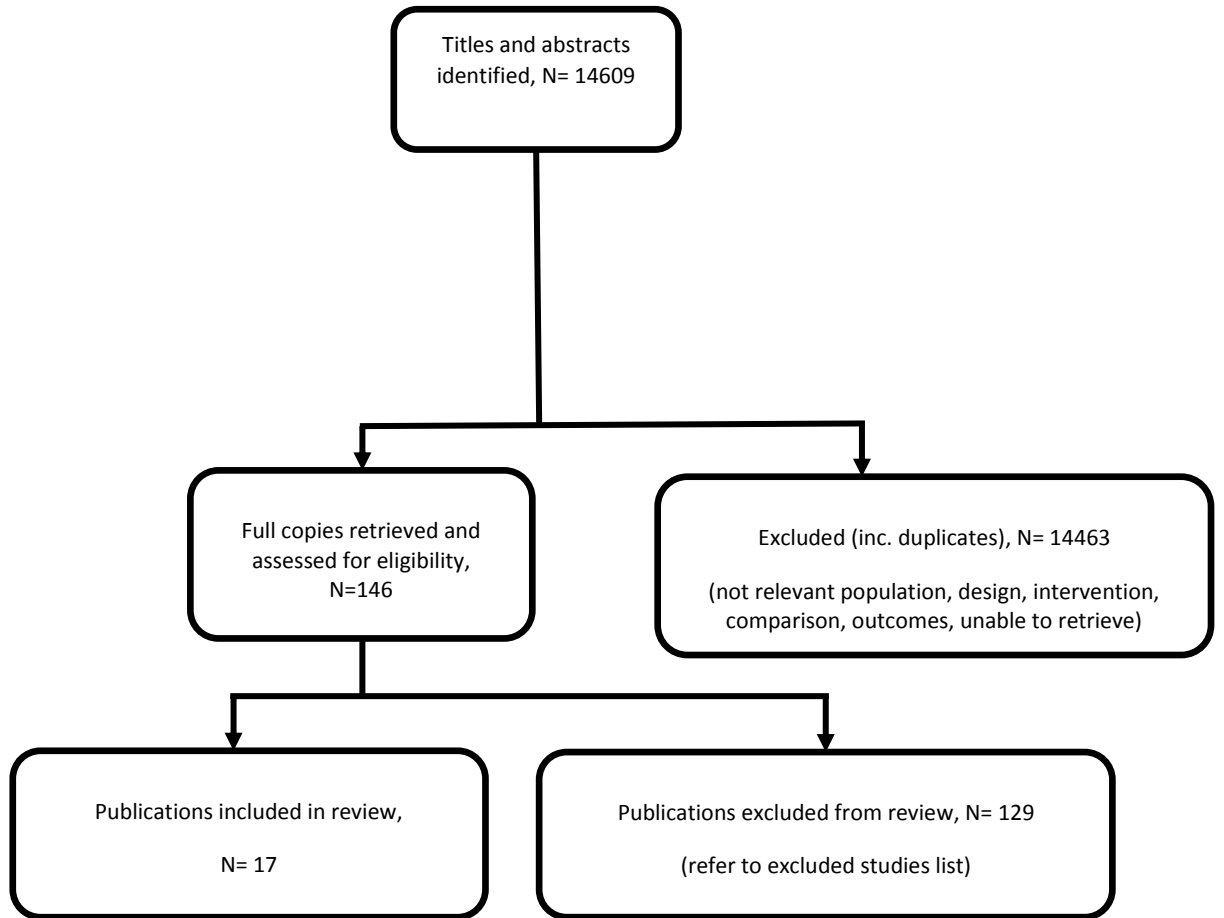 Titles and abstracts
identified, N= 14609
Full copies retrieved and
assessed for eligibility,
N=146
Excluded (inc. duplicates), N= 14463
(not relevant population, design, intervention,
comparison, outcomes, unable to retrieve)
Publications included in review,
N= 17
Publications excluded from review, N= 129
(refer to excluded studies list)